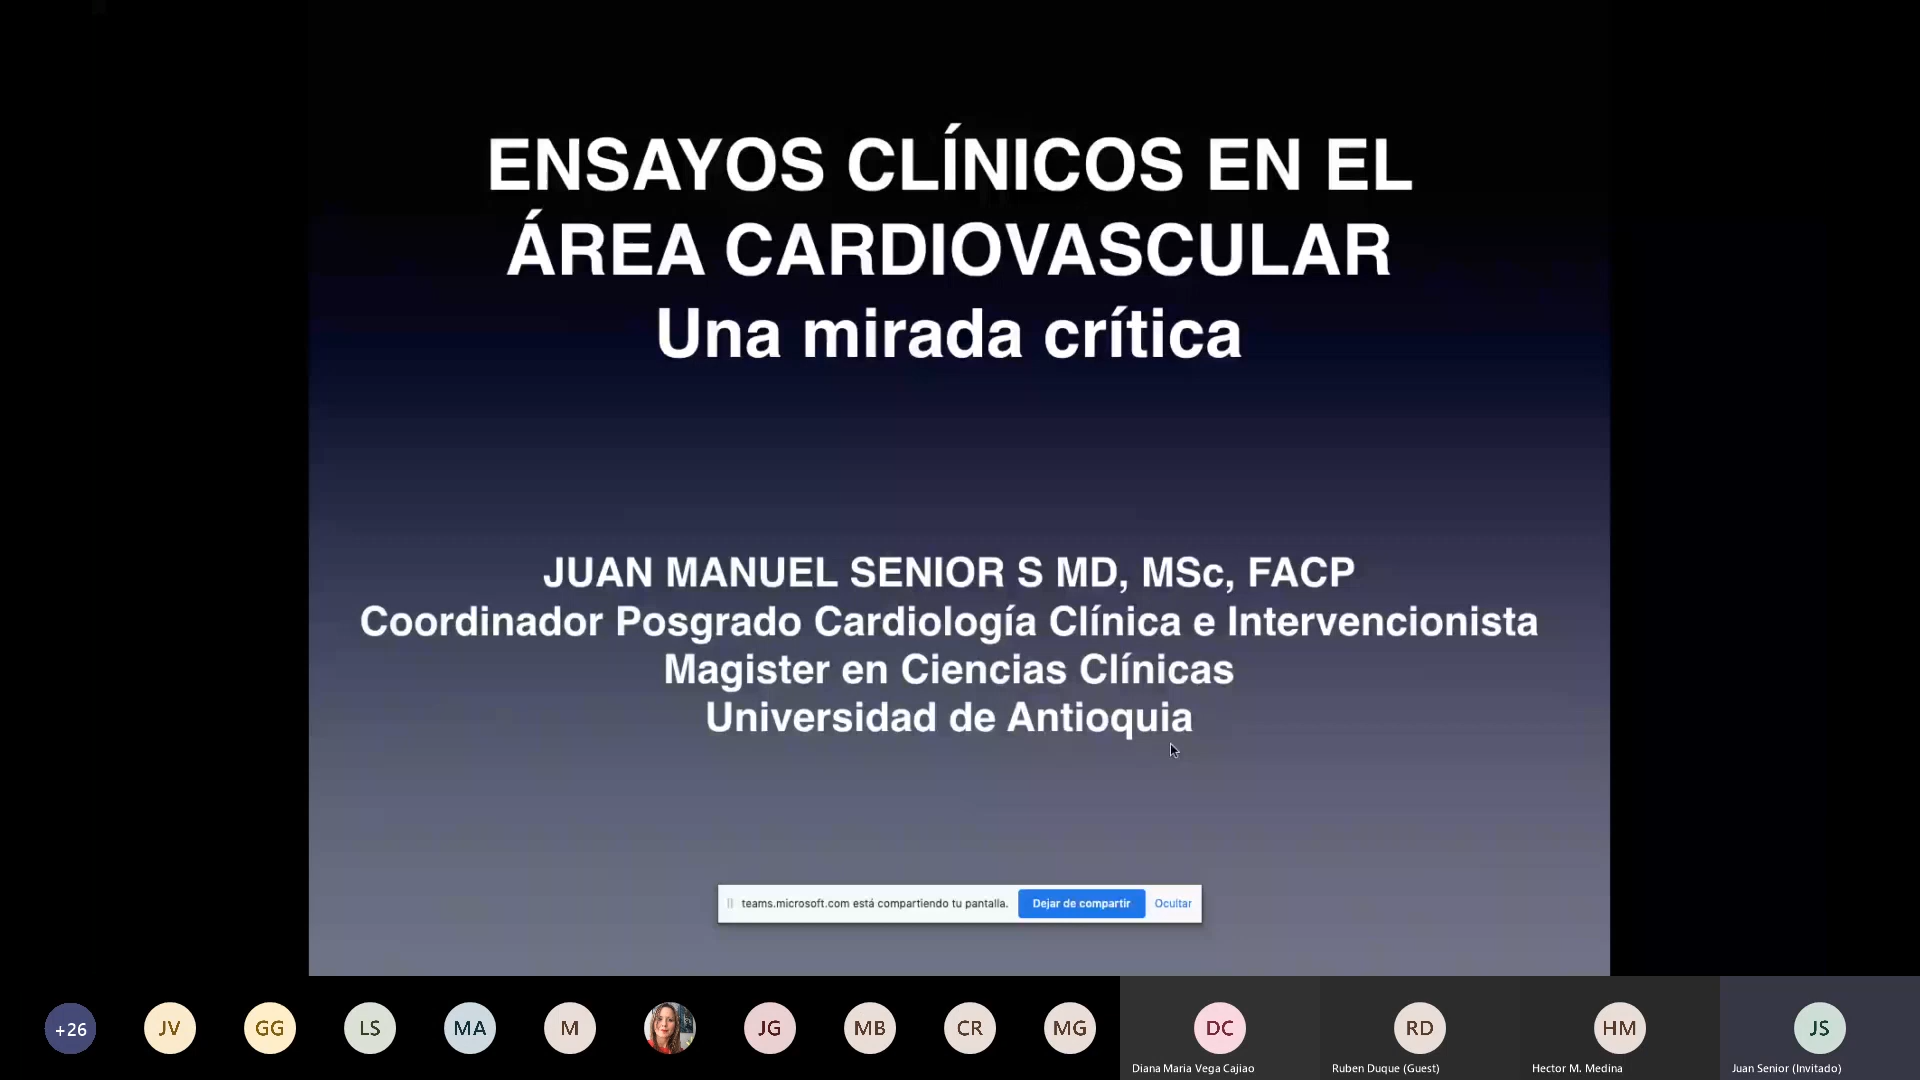 ENSAYOS CLÍNICOS EN EL
ÁREA CARDIOVASCULAR
Una mirada crítica
JUAN MANUEL SENIOR S MD, MSc, FACP
Coordinador Posgrado Cardiología Clínica e Intervencionista
Magister en Ciencias Clínicas
Universidad de Antioquia
teams.microsoft.com está compartiendo tu pantalla. Dejar de compartir Ocultar
+26 JV GG LS MA M JG MB CR MG DC RD HM JS
Diana Maria Vega Cajiao Ruben Duque (Guest) Hector M. Medina Juan Senior (Invitado)